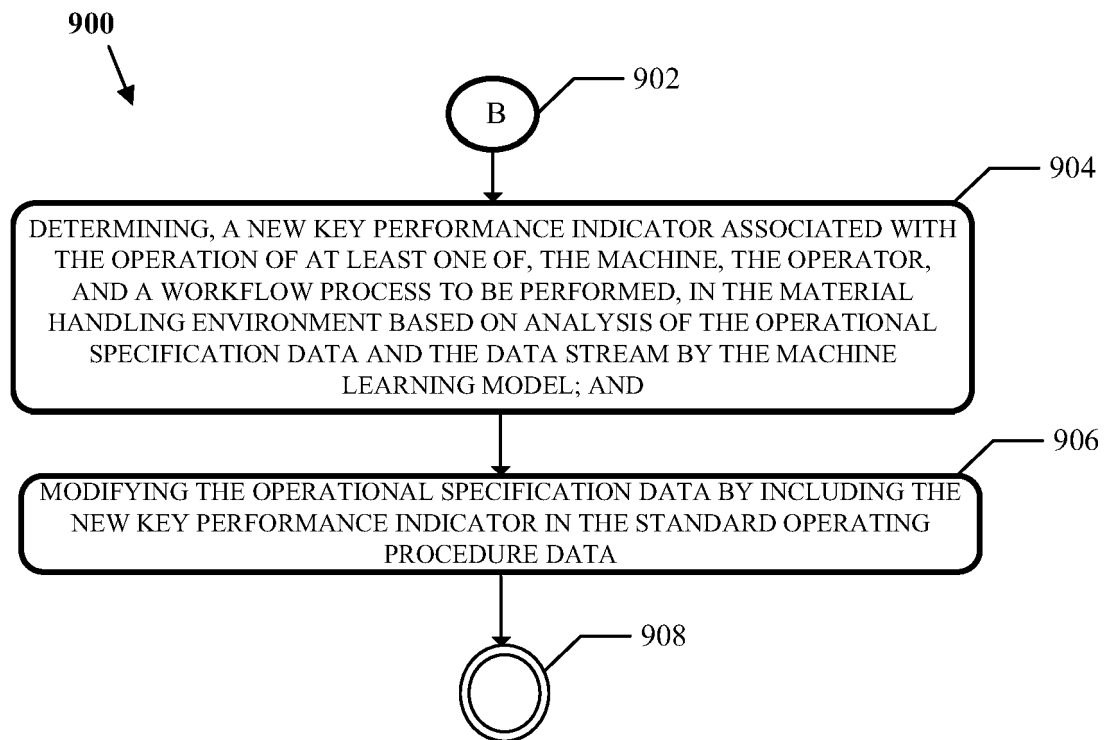 900
B
902
904
DETERMINING, A NEW KEY PERFORMANCE INDICATOR ASSOCIATED WITH
THE OPERATION OF AT LEAST ONE OF, THE MACHINE, THE OPERATOR,
AND A WORKFLOW PROCESS TO BE PERFORMED, IN THE MATERIAL
HANDLING ENVIRONMENT BASED ON ANALYSIS OF THE OPERATIONAL
SPECIFICATION DATA AND THE DATA STREAM BY THE MACHINE
LEARNING MODEL; AND
906
MODIFYING THE OPERATIONAL SPECIFICATION DATA BY INCLUDING THE
NEW KEY PERFORMANCE INDICATOR IN THE STANDARD OPERATING
PROCEDURE DATA
908